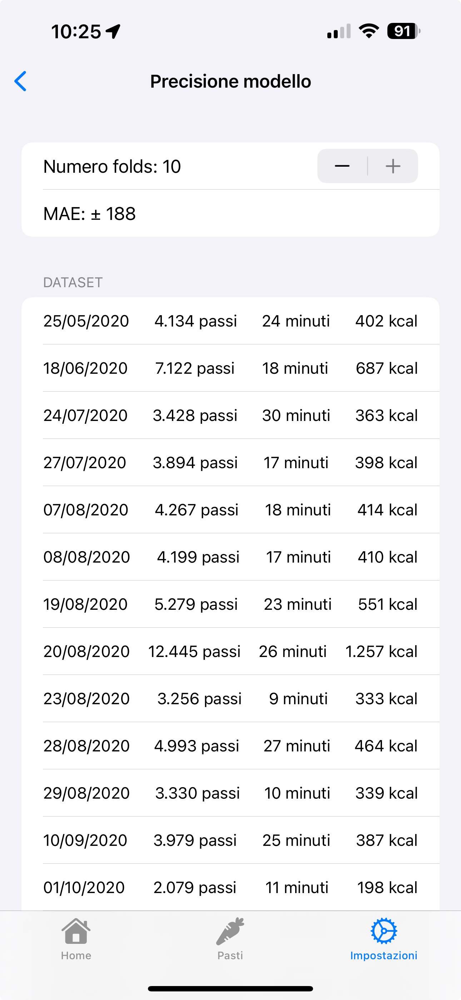 10:25 91
Precisione modello
Numero folds: 10
MAE: ± 188
DATASET
25/05/2020 4.134 passi 24 minuti 402 kcal
18/06/2020 7.122 passi 18 minuti 687 kcal
24/07/2020 3.428 passi 30 minuti 363 kcal
27/07/2020 3.894 passi 17 minuti 398 kcal
07/08/2020 4.267 passi 18 minuti 414 kcal
08/08/2020 4.199 passi 17 minuti 410 kcal
19/08/2020 5.279 passi 23 minuti 551 kcal
20/08/2020 12.445 passi 26 minuti 1.257 kcal
23/08/2020 3.256 passi 9 minuti 333 kcal
28/08/2020 4.993 passi 27 minuti 464 kcal
29/08/2020 3.330 passi 10 minuti 339 kcal
10/09/2020 3.979 passi 25 minuti 387 kcal
01/10/2020 2.079 passi 11 minuti 198 kcal
Home Pasti Impostazioni